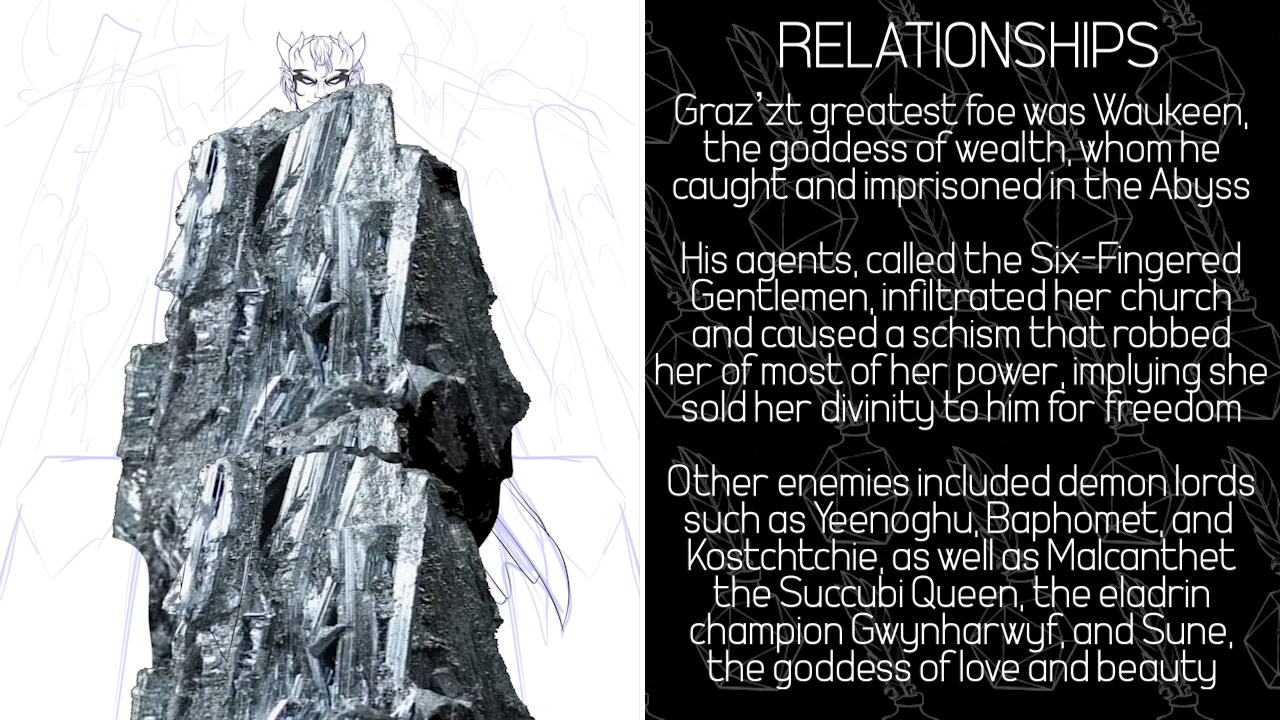 RELATIONSHIPS
Graz'zt greatest foe was Waukeen,
the goddess of wealth, whom he
caught and imprisoned in the Abyss
His agents, called the Six-Fingered
Gentlemen, infiltrated her church
and caused a schism that robbed
her of most of her power, implying she
sold her divinity to him for freedom
Other enemies included demon lords
such as Yeenoghu, Baphomet, and
Kostchtchie, as well as Malcanthet
the Succubi Queen, the eladrin
champion Gwynharwyf, and Sune,
the goddess of love and beauty